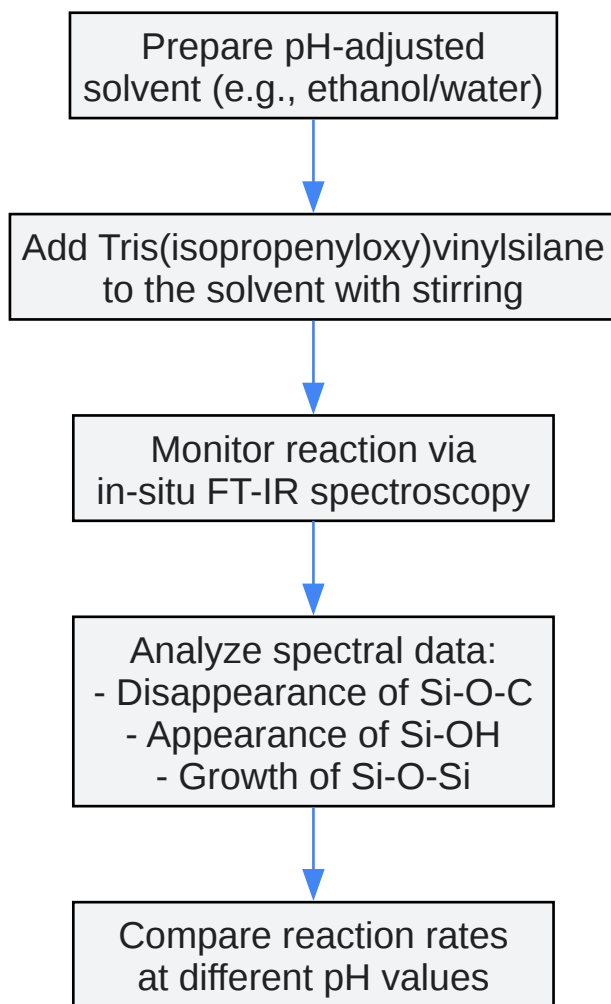 Prepare pH-adjusted
solvent (e.g., ethanol/water)
Add Tris(isopropenyloxy)vinylsilane
to the solvent with stirring
Monitor reaction via
in-situ FT-IR spectroscopy
Analyze spectral data:
- Disappearance of Si-O-C
- Appearance of Si-OH
- Growth of Si-O-Si
Compare reaction rates
at different pH values